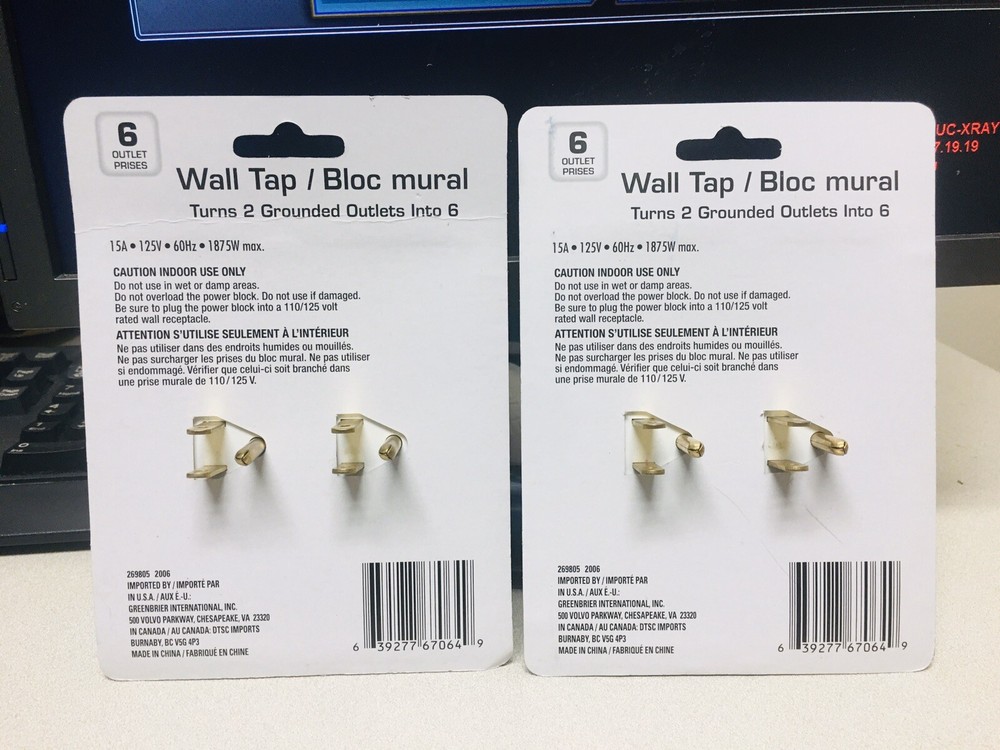 6
OUTLET
PRISES
Wall Tap / Bloc mural
Turns 2 Grounded Outlets Into 6
15A • 125V • 60Hz • 1875W max.
CAUTION INDOOR USE ONLY
Do not use in wet or damp areas.
Do not overload the power block. Do not use if damaged.
Be sure to plug the power block into a 110/125 volt
rated wall receptacle.
ATTENTION S'UTILISE SEULEMENT À L'INTÉRIEUR
Ne pas utiliser dans des endroits humides ou mouillés.
Ne pas surcharger les prises du bloc mural. Ne pas utiliser
si endommagé. Vérifier que celui-ci soit branché dans
une prise murale de 110/125 V.
269805 2006
IMPORTED BY / IMPORTÉ PAR
IN U.S.A. / AUX É.-U.:
GREENBRIER INTERNATIONAL, INC.
500 VOLVO PARKWAY, CHESAPEAKE, VA 23320
IN CANADA / AU CANADA: DTSC IMPORTS
BURNABY, BC V5G 4P3
MADE IN CHINA / FABRIQUÉ EN CHINE
6 39277 67064 9
6
OUTLET
PRISES
Wall Tap / Bloc mural
Turns 2 Grounded Outlets Into 6
15A • 125V • 60Hz • 1875W max.
CAUTION INDOOR USE ONLY
Do not use in wet or damp areas.
Do not overload the power block. Do not use if damaged.
Be sure to plug the power block into a 110/125 volt
rated wall receptacle.
ATTENTION S'UTILISE SEULEMENT À L'INTÉRIEUR
Ne pas utiliser dans des endroits humides ou mouillés.
Ne pas surcharger les prises du bloc mural. Ne pas utiliser
si endommagé. Vérifier que celui-ci soit branché dans
une prise murale de 110/125 V.
269805 2006
IMPORTED BY / IMPORTÉ PAR
IN U.S.A. / AUX É.-U.:
GREENBRIER INTERNATIONAL, INC.
500 VOLVO PARKWAY, CHESAPEAKE, VA 23320
IN CANADA / AU CANADA: DTSC IMPORTS
BURNABY, BC V5G 4P3
MADE IN CHINA / FABRIQUÉ EN CHINE
6 39277 67064 9
UC-XRAY
7.19.19